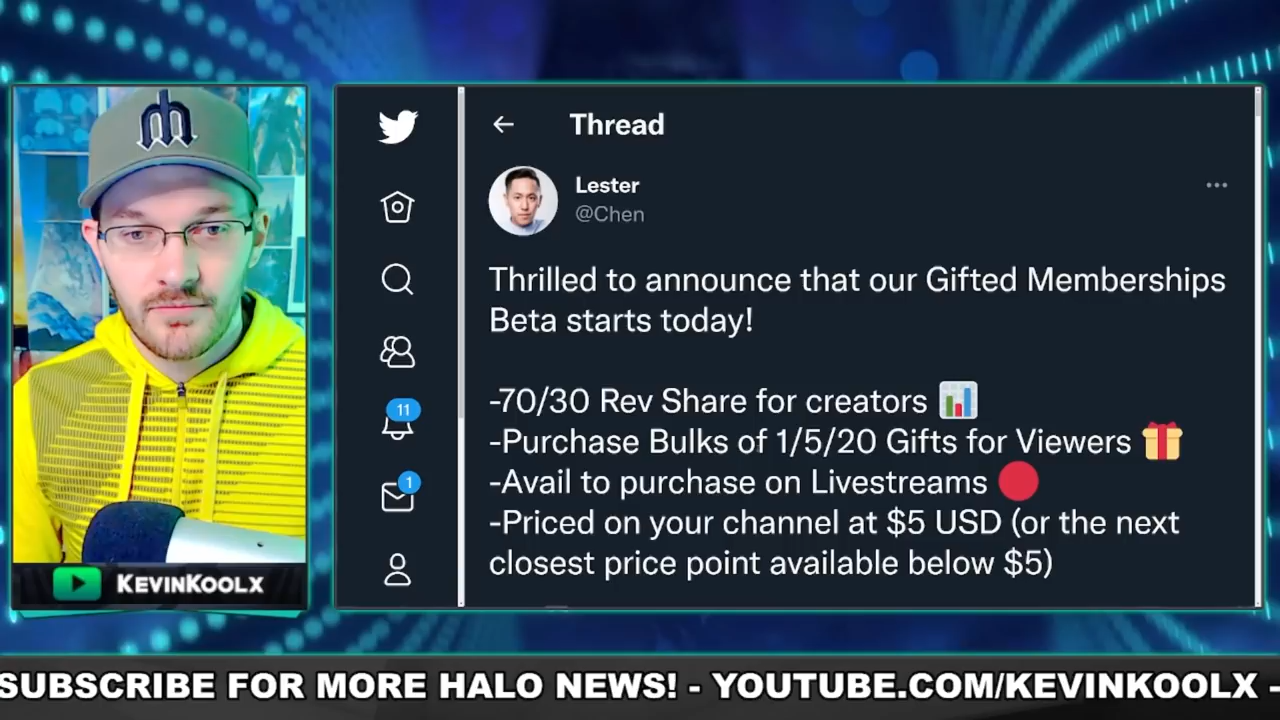 Thread
Lester
@Chen
Thrilled to announce that our Gifted Memberships
Beta starts today!
-70/30 Rev Share for creators 📊
-Purchase Bulks of 1/5/20 Gifts for Viewers 🎁
-Avail to purchase on Livestreams 🔴
-Priced on your channel at $5 USD (or the next
closest price point available below $5)
11
1
KEVINKOOLX
SUBSCRIBE FOR MORE HALO NEWS! - YOUTUBE.COM/KEVINKOOLX -